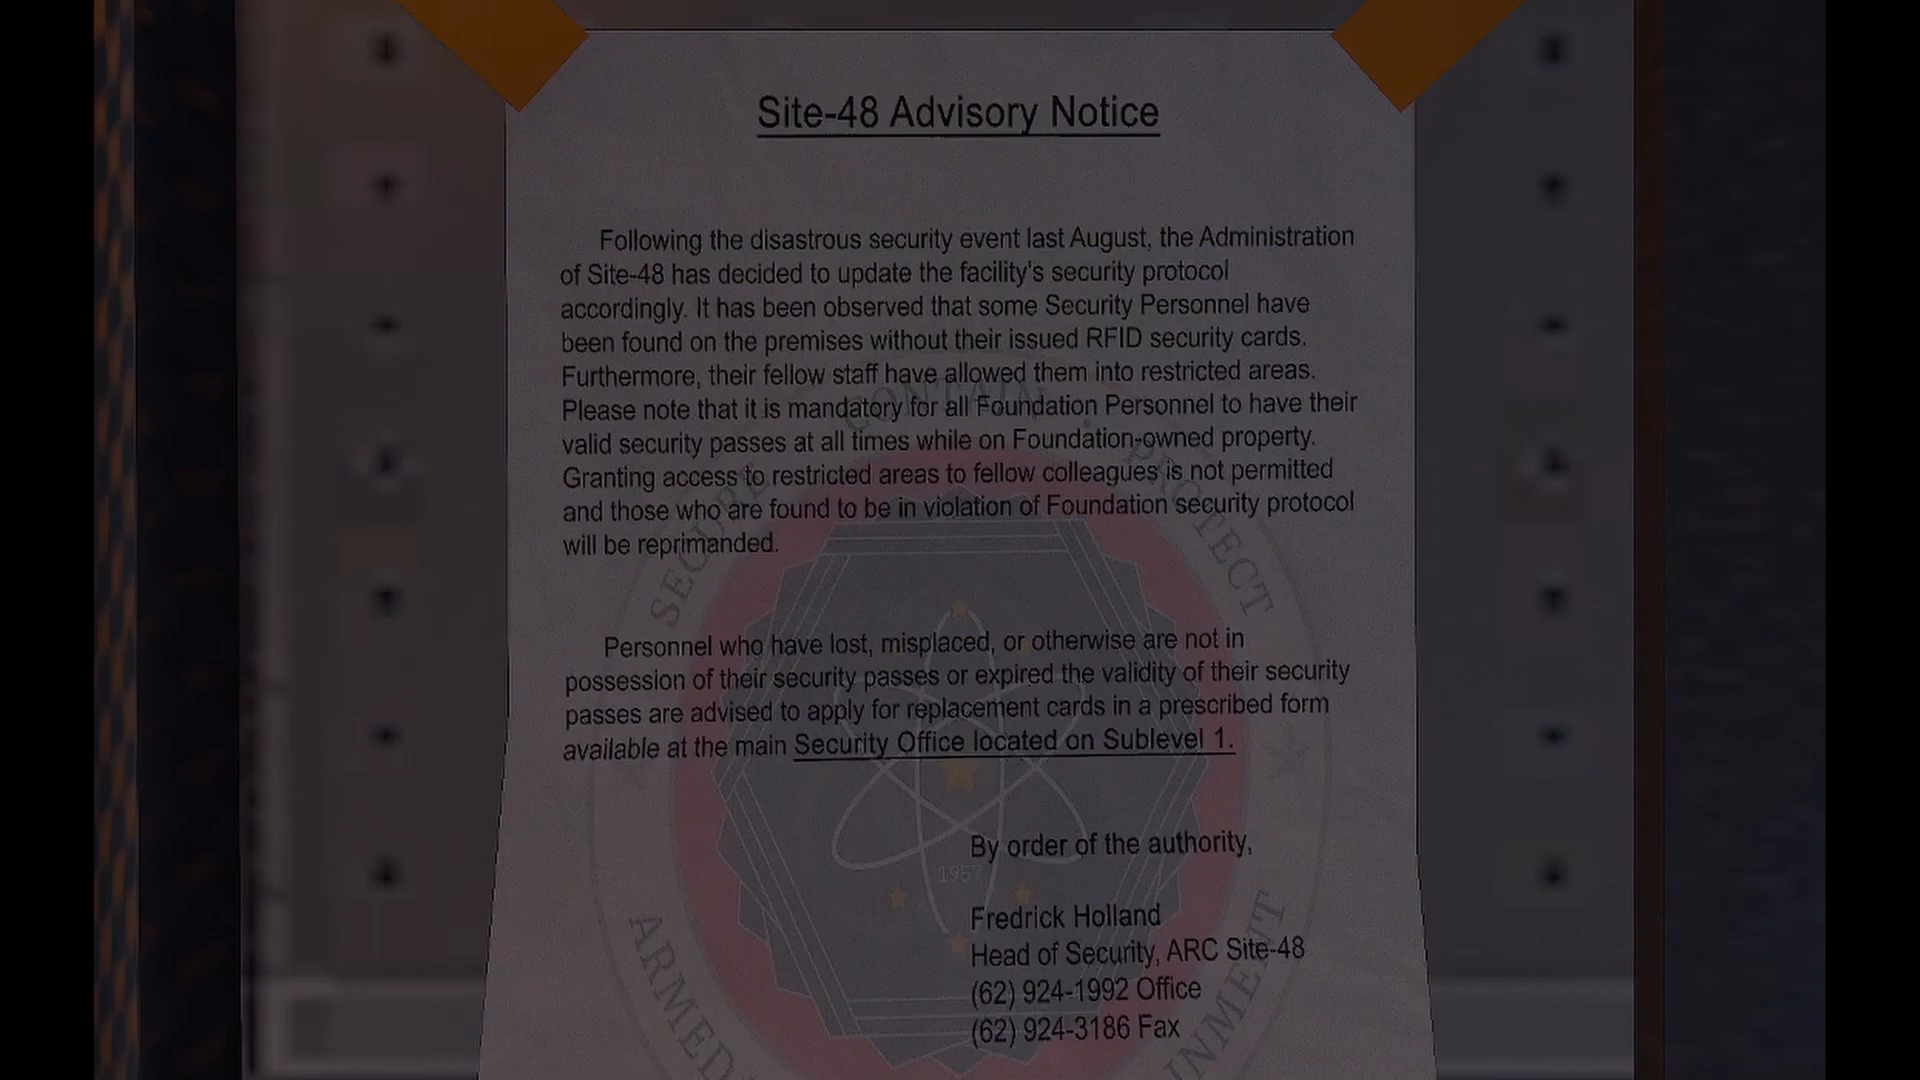 Site-48 Advisory Notice
Following the disastrous security event last August, the Administration
of Site-48 has decided to update the facility's security protocol
accordingly. It has been observed that some Security Personnel have
been found on the premises without their issued RFID security cards.
Furthermore, their fellow staff have allowed them into restricted areas.
Please note that it is mandatory for all Foundation Personnel to have their
valid security passes at all times while on Foundation-owned property.
Granting access to restricted areas to fellow colleagues is not permitted
and those who are found to be in violation of Foundation security protocol
will be reprimanded.
Personnel who have lost, misplaced, or otherwise are not in
possession of their security passes or expired the validity of their security
passes are advised to apply for replacement cards in a prescribed form
available at the main Security Office located on Sublevel 1.
By order of the authority,
Fredrick Holland
Head of Security, ARC Site-48
(62) 924-1992 Office
(62) 924-3186 Fax
SECURE . CONTAIN . PROTECT
1957
ARMED